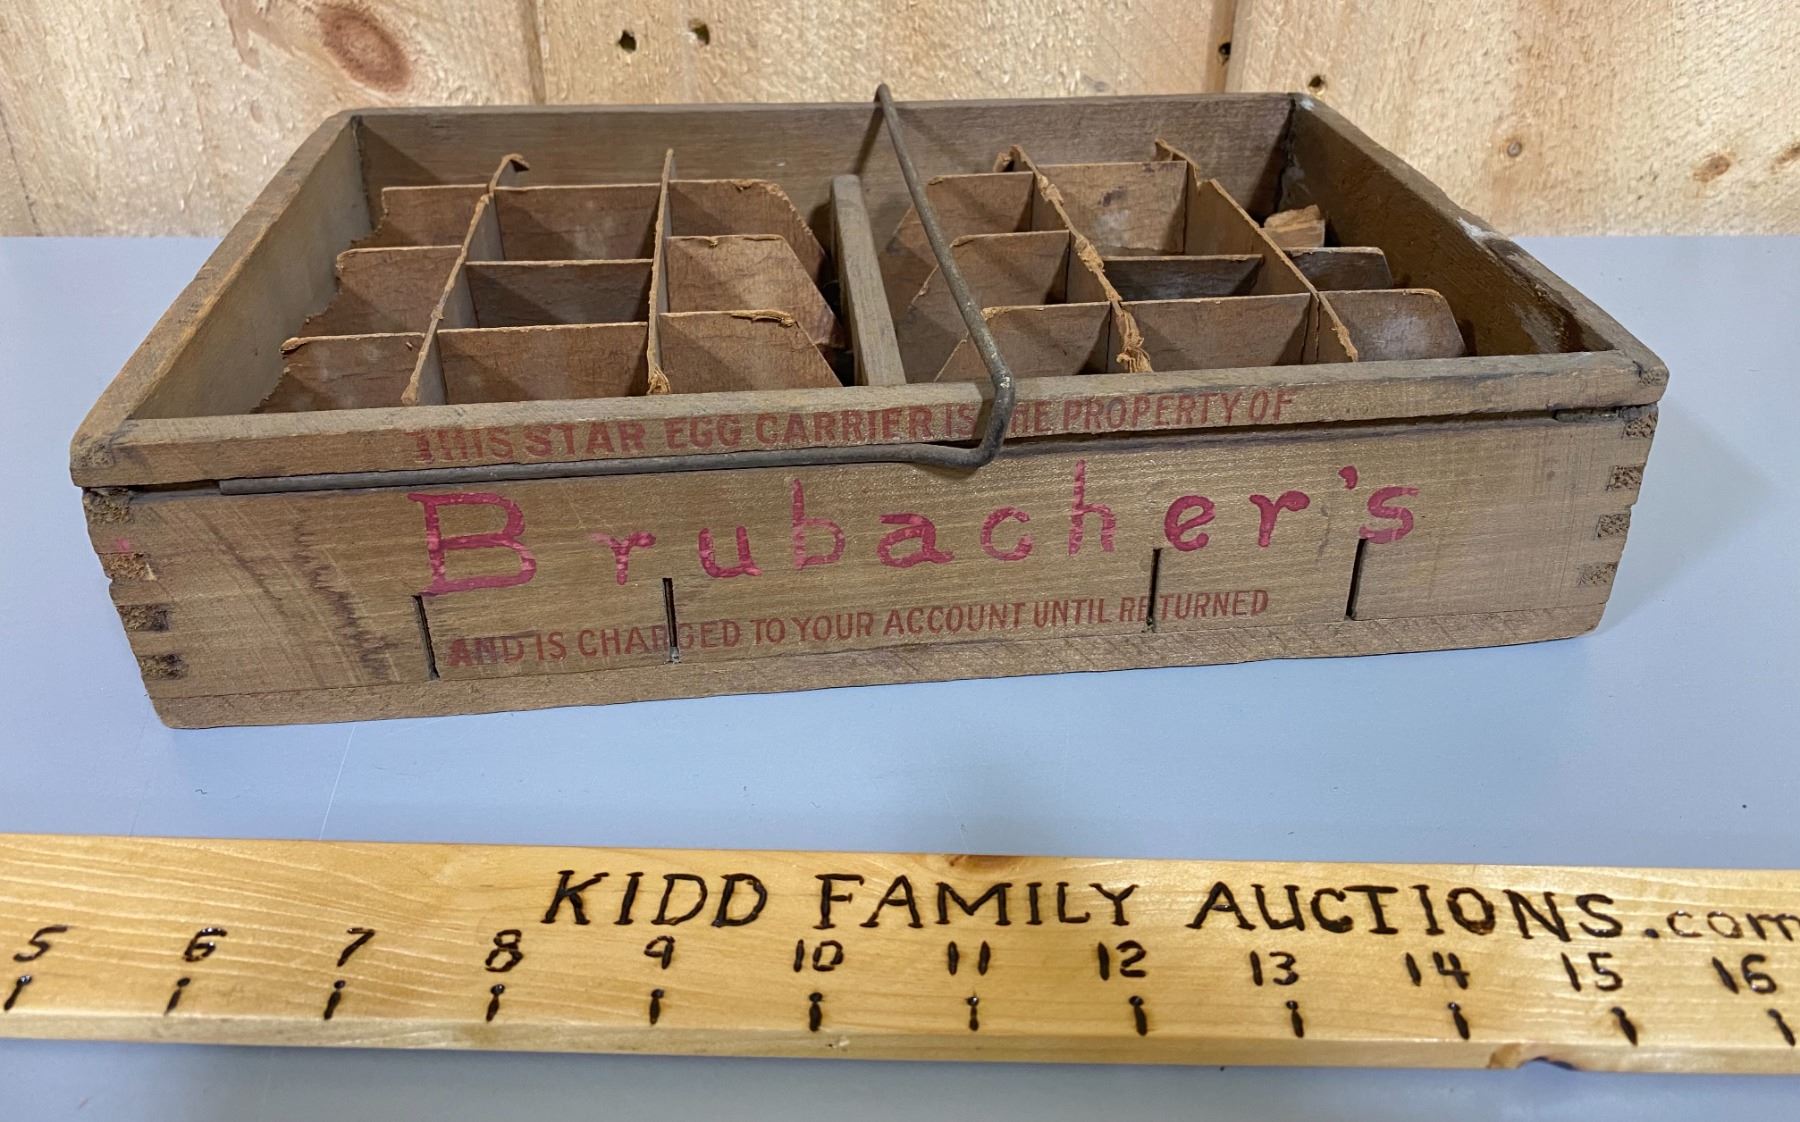 THIS STAR EGG CARRIER IS THE PROPERTY OF
Brubacher's
AND IS CHARGED TO YOUR ACCOUNT UNTIL RETURNED
KIDD FAMILY AUCTIONS.com
5 6 7 8 9 10 11 12 13 14 15 16